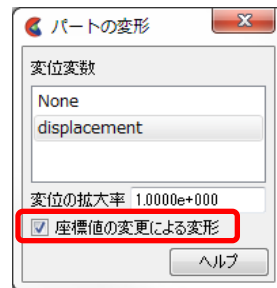 パートの変形
変位変数
None
displacement
変位の拡大率 1.0000e+000
座標値の変更による変形
ヘルプ